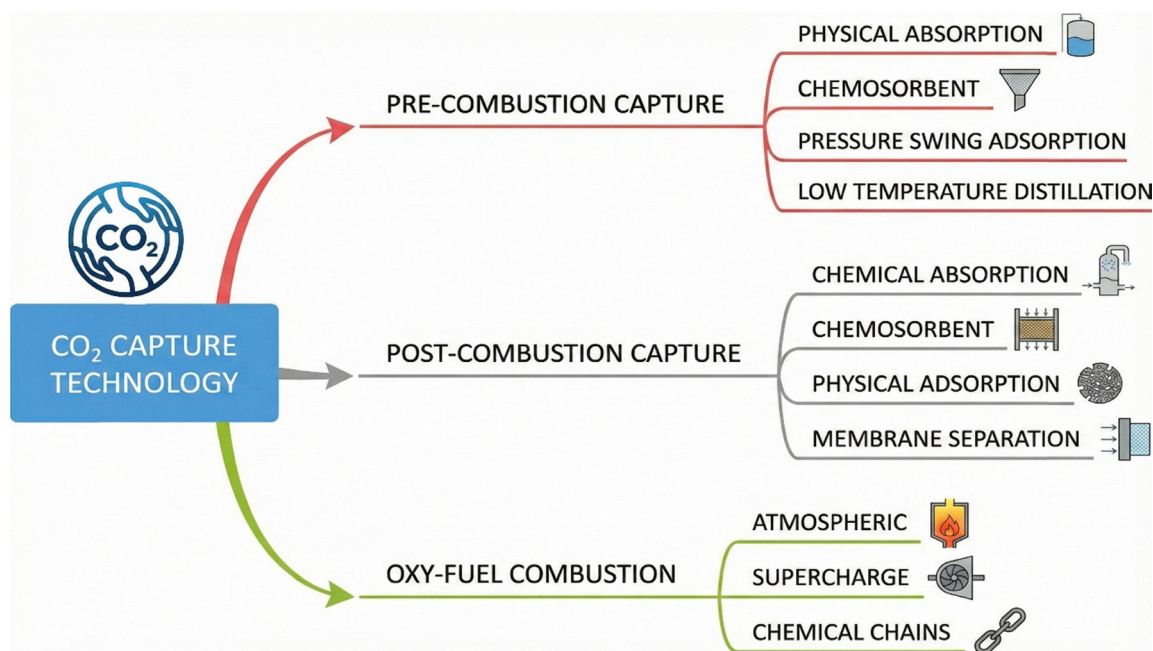 CO₂
CO₂ CAPTURE
TECHNOLOGY
PRE-COMBUSTION CAPTURE
PHYSICAL ABSORPTION
CHEMOSORBENT
PRESSURE SWING ADSORPTION
LOW TEMPERATURE DISTILLATION
POST-COMBUSTION CAPTURE
CHEMICAL ABSORPTION
CHEMOSORBENT
PHYSICAL ADSORPTION
MEMBRANE SEPARATION
OXY-FUEL COMBUSTION
ATMOSPHERIC
SUPERCHARGE
CHEMICAL CHAINS